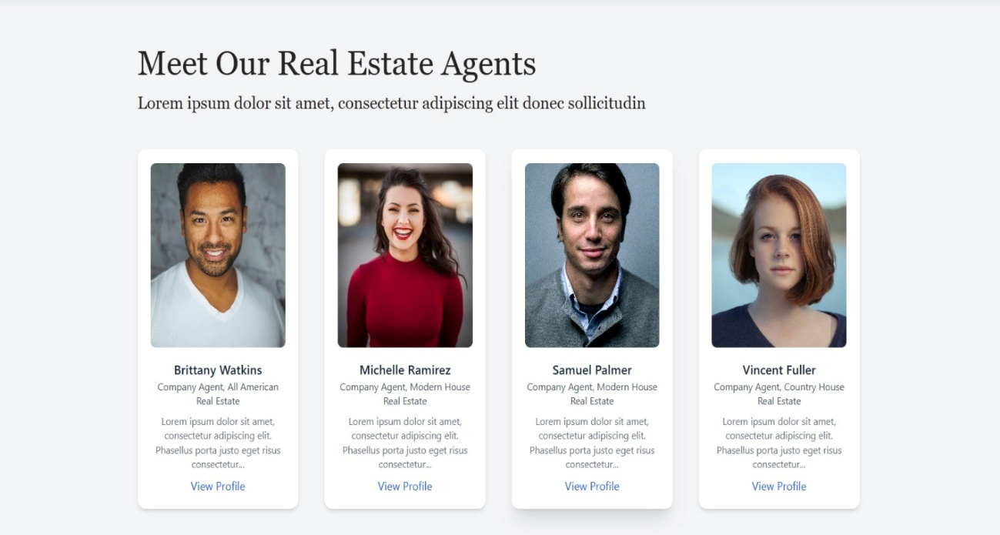 Meet Our Real Estate Agents
Lorem ipsum dolor sit amet, consectetur adipiscing elit donec sollicitudin
Brittany Watkins
Company Agent, All American
Real Estate
Lorem ipsum dolor sit amet,
consectetur adipiscing elit.
Phasellus porta justo eget risus
consectetur...
View Profile
Michelle Ramirez
Company Agent, Modern House
Real Estate
Lorem ipsum dolor sit amet,
consectetur adipiscing elit.
Phasellus porta justo eget risus
consectetur...
View Profile
Samuel Palmer
Company Agent, Modern House
Real Estate
Lorem ipsum dolor sit amet,
consectetur adipiscing elit.
Phasellus porta justo eget risus
consectetur...
View Profile
Vincent Fuller
Company Agent, Country House
Real Estate
Lorem ipsum dolor sit amet,
consectetur adipiscing elit.
Phasellus porta justo eget risus
consectetur...
View Profile